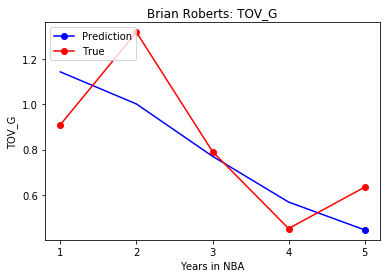 Brian Roberts: TOV_G
Prediction
True
TOV_G
1.2
1.0
0.8
0.6
1 2 3 4 5
Years in NBA